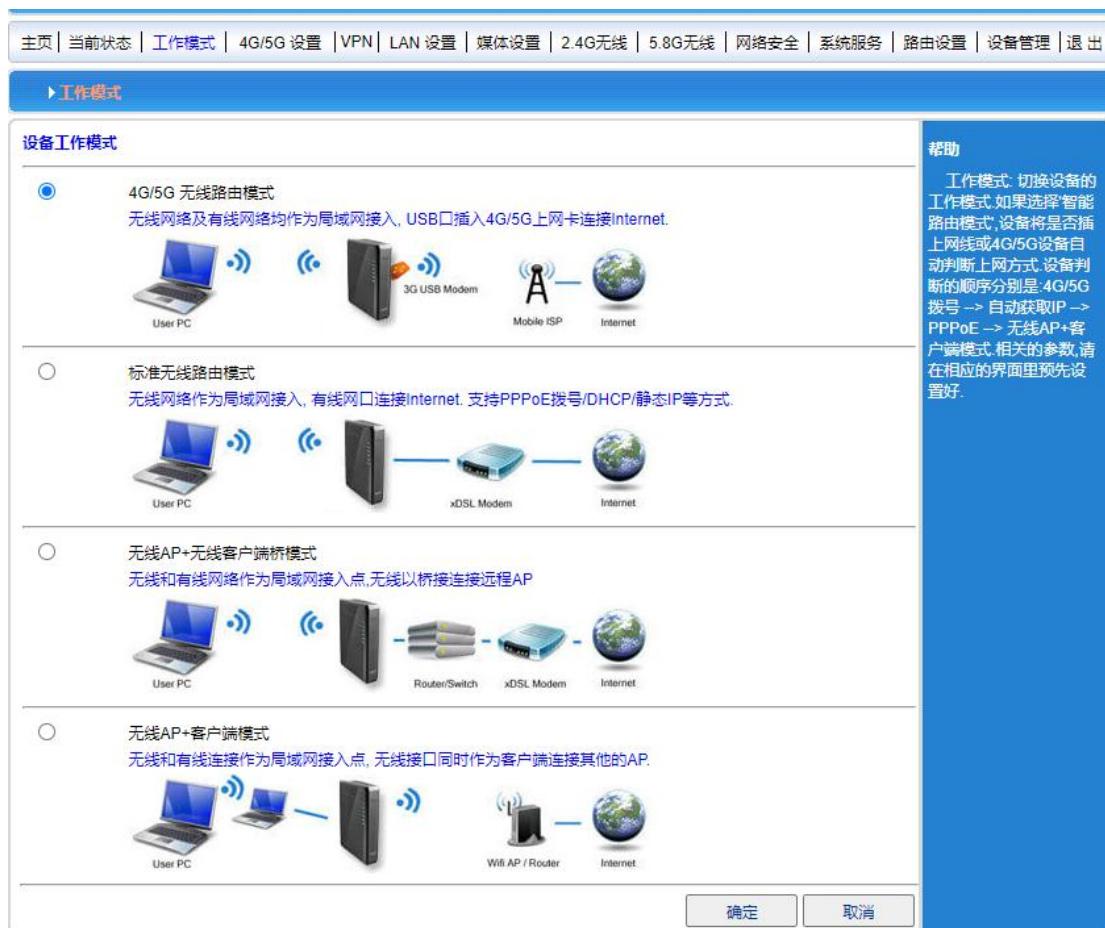 主页 | 当前状态 | 工作模式 | 4G/5G 设置 | VPN | LAN 设置 | 媒体设置 | 2.4G无线 | 5.8G无线 | 网络安全 | 系统服务 | 路由设置 | 设备管理 | 退 出
工作模式
设备工作模式
4G/5G 无线路由模式
无线网络及有线网络均作为局域网接入, USB口插入4G/5G上网卡连接Internet.
3G USB Modem
User PC
Mobile ISP
Internet
标准无线路由模式
无线网络作为局域网接入, 有线网口连接Internet. 支持PPPoE拨号/DHCP/静态IP等方式.
User PC
xDSL Modem
Internet
无线AP+无线客户端桥模式
无线和有线网络作为局域网接入点,无线以桥接连接远程AP
User PC
Router/Switch
xDSL Modem
Internet
无线AP+客户端模式
无线和有线连接作为局域网接入点, 无线接口同时作为客户端连接其他的AP.
User PC
Wifi AP / Router
Internet
确定
取消
帮助
工作模式: 切换设备的
工作模式.如果选择'智能
路由模式',设备将是否插
上网线或4G/5G设备自
动判断上网方式.设备判
断的顺序分别是:4G/5G
拨号 --> 自动获取IP -->
PPPoE --> 无线AP+客
户端模式.相关的参数,请
在相应的界面里预先设
置好.